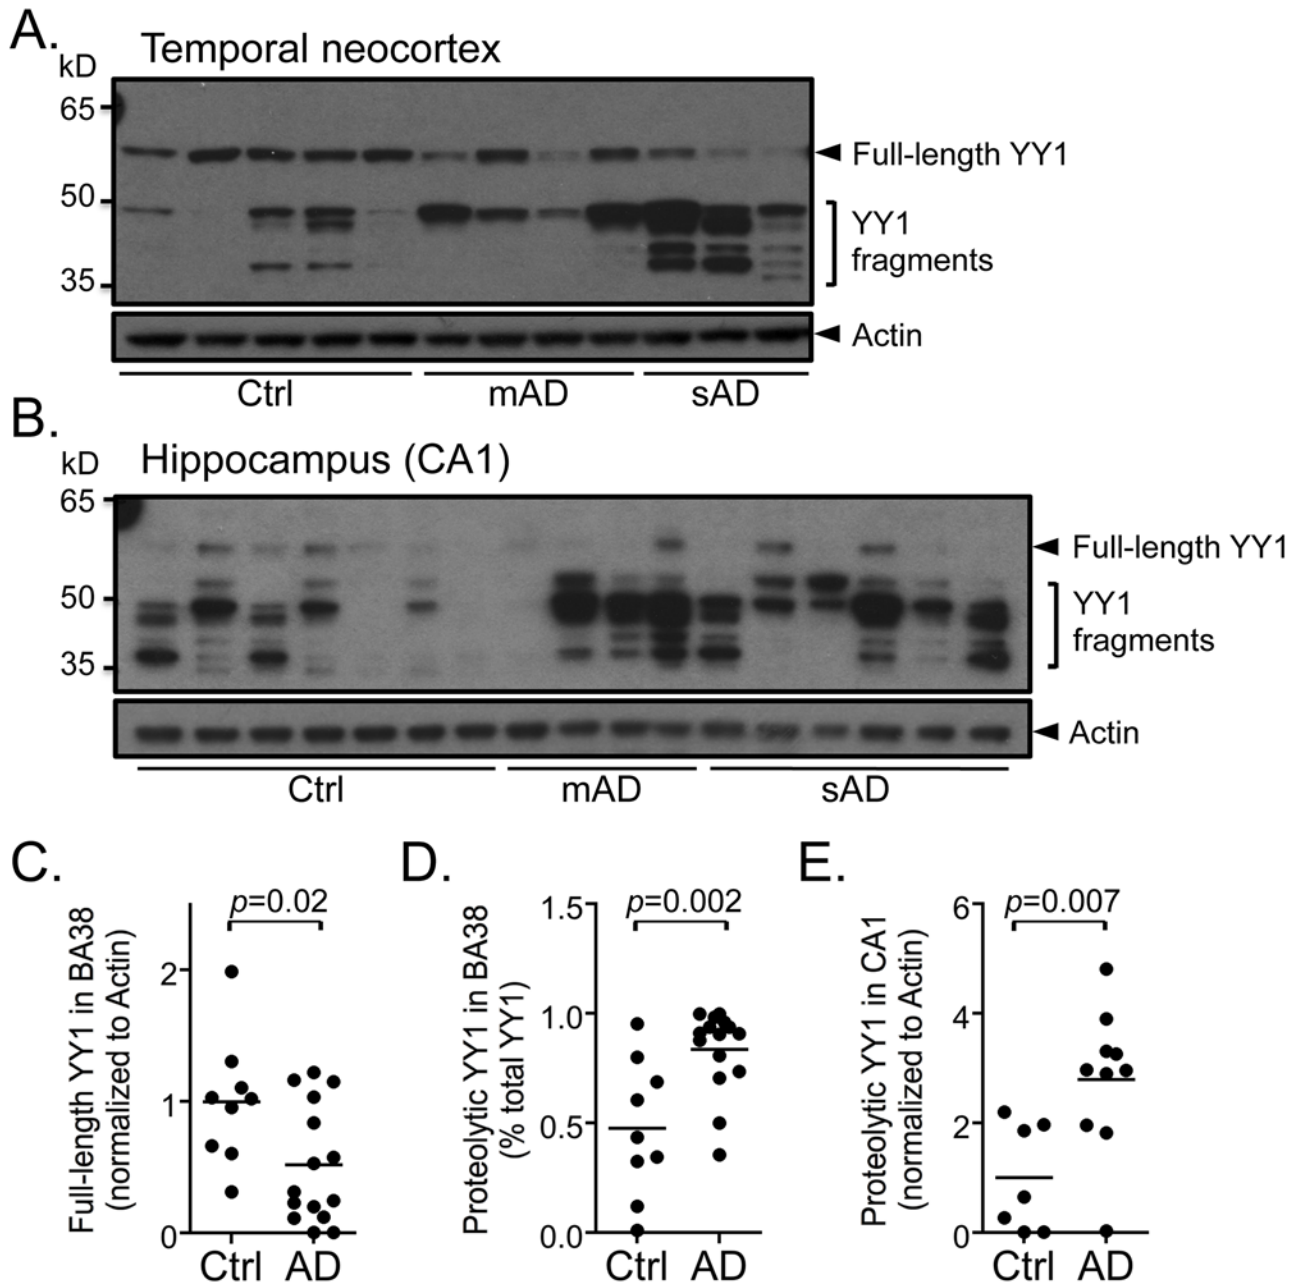 A.
Temporal neocortex
kD
65
Full-length YY1
50
YY1
fragments
35
Actin
Ctrl
mAD
sAD
B.
Hippocampus (CA1)
kD
65
Full-length YY1
50
YY1
fragments
35
Actin
Ctrl
mAD
sAD
C.
Full-length YY1 in BA38
(normalized to Actin)
p=0.02
2
1
0
Ctrl
AD
D.
Proteolytic YY1 in BA38
(% total YY1)
p=0.002
1.5
1.0
0.5
0.0
Ctrl
AD
E.
Proteolytic YY1 in CA1
(normalized to Actin)
p=0.007
6
4
2
0
Ctrl
AD